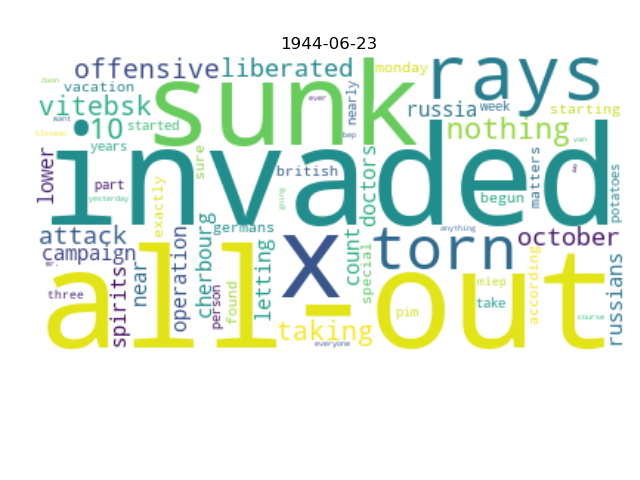 1944-06-23
offensive liberated monday rays
daan vacation ever nearly
vitebsk sunk russia week starting
want 10 started nothing
kleiman years bep van
lower part sure invaded british doctors matters day potatoes
yesterday exactly going begun
attack cherbourg germans x count anything october
campaign operation letting torn
mr. near special according russians
three spirits person found all-out miep
pim take
taking course
everyone